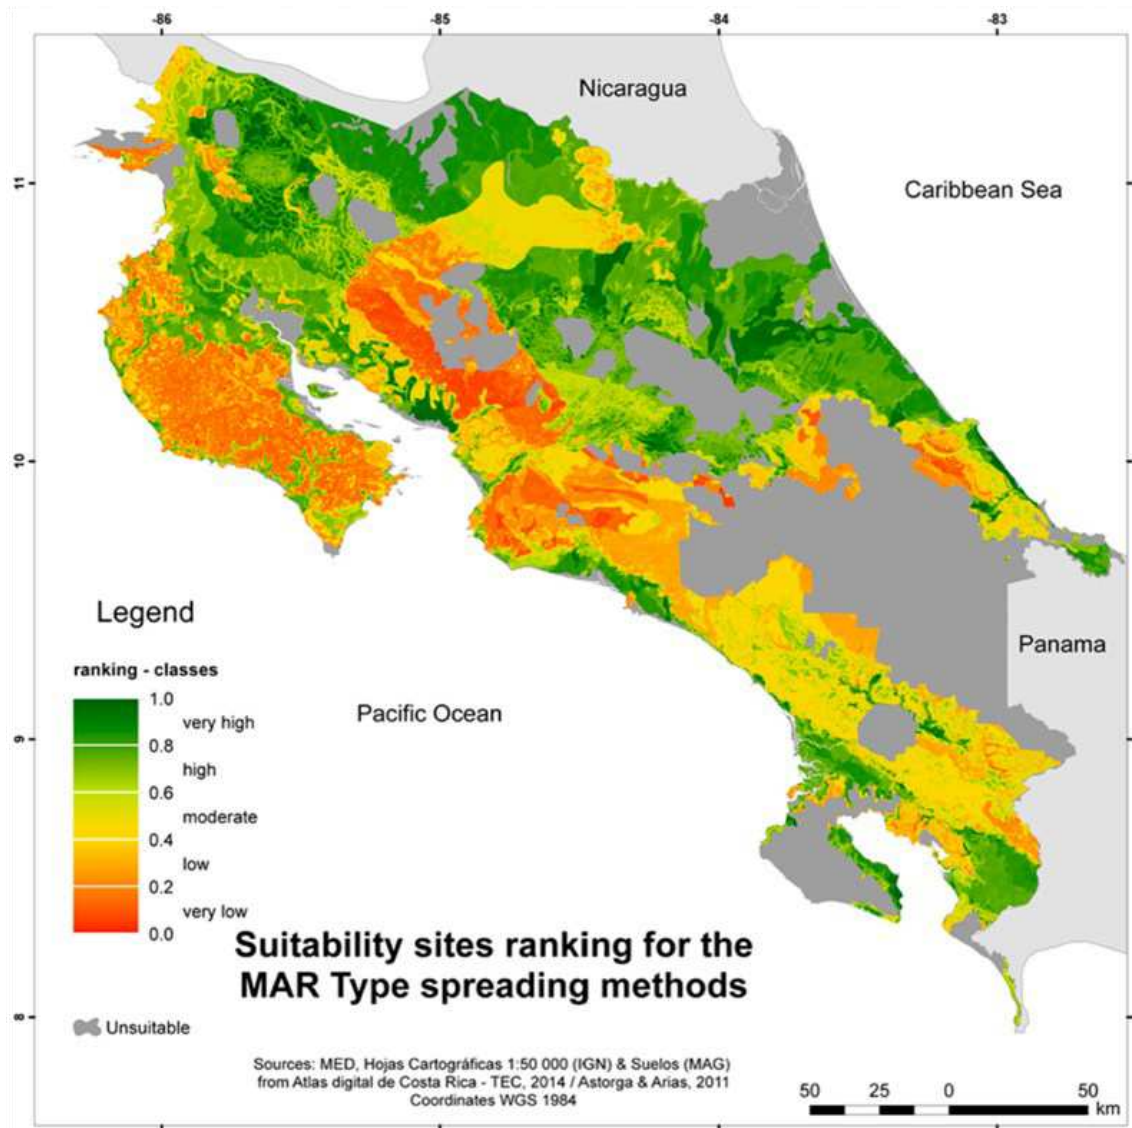 -86
-85
-84
-83
Nicaragua
11
Caribbean Sea
10
Legend
Panama
ranking - classes
1.0
very high
Pacific Ocean
9
0.8
high
0.6
moderate
0.4
low
0.2
very low
0.0
Suitability sites ranking for the
MAR Type spreading methods
8
Unsuitable
Sources: MED, Hojas Cartográficas 1:50 000 (IGN) & Suelos (MAG)
from Atlas digital de Costa Rica - TEC, 2014 / Astorga & Arias, 2011
Coordinates WGS 1984
50 25 0 50
km